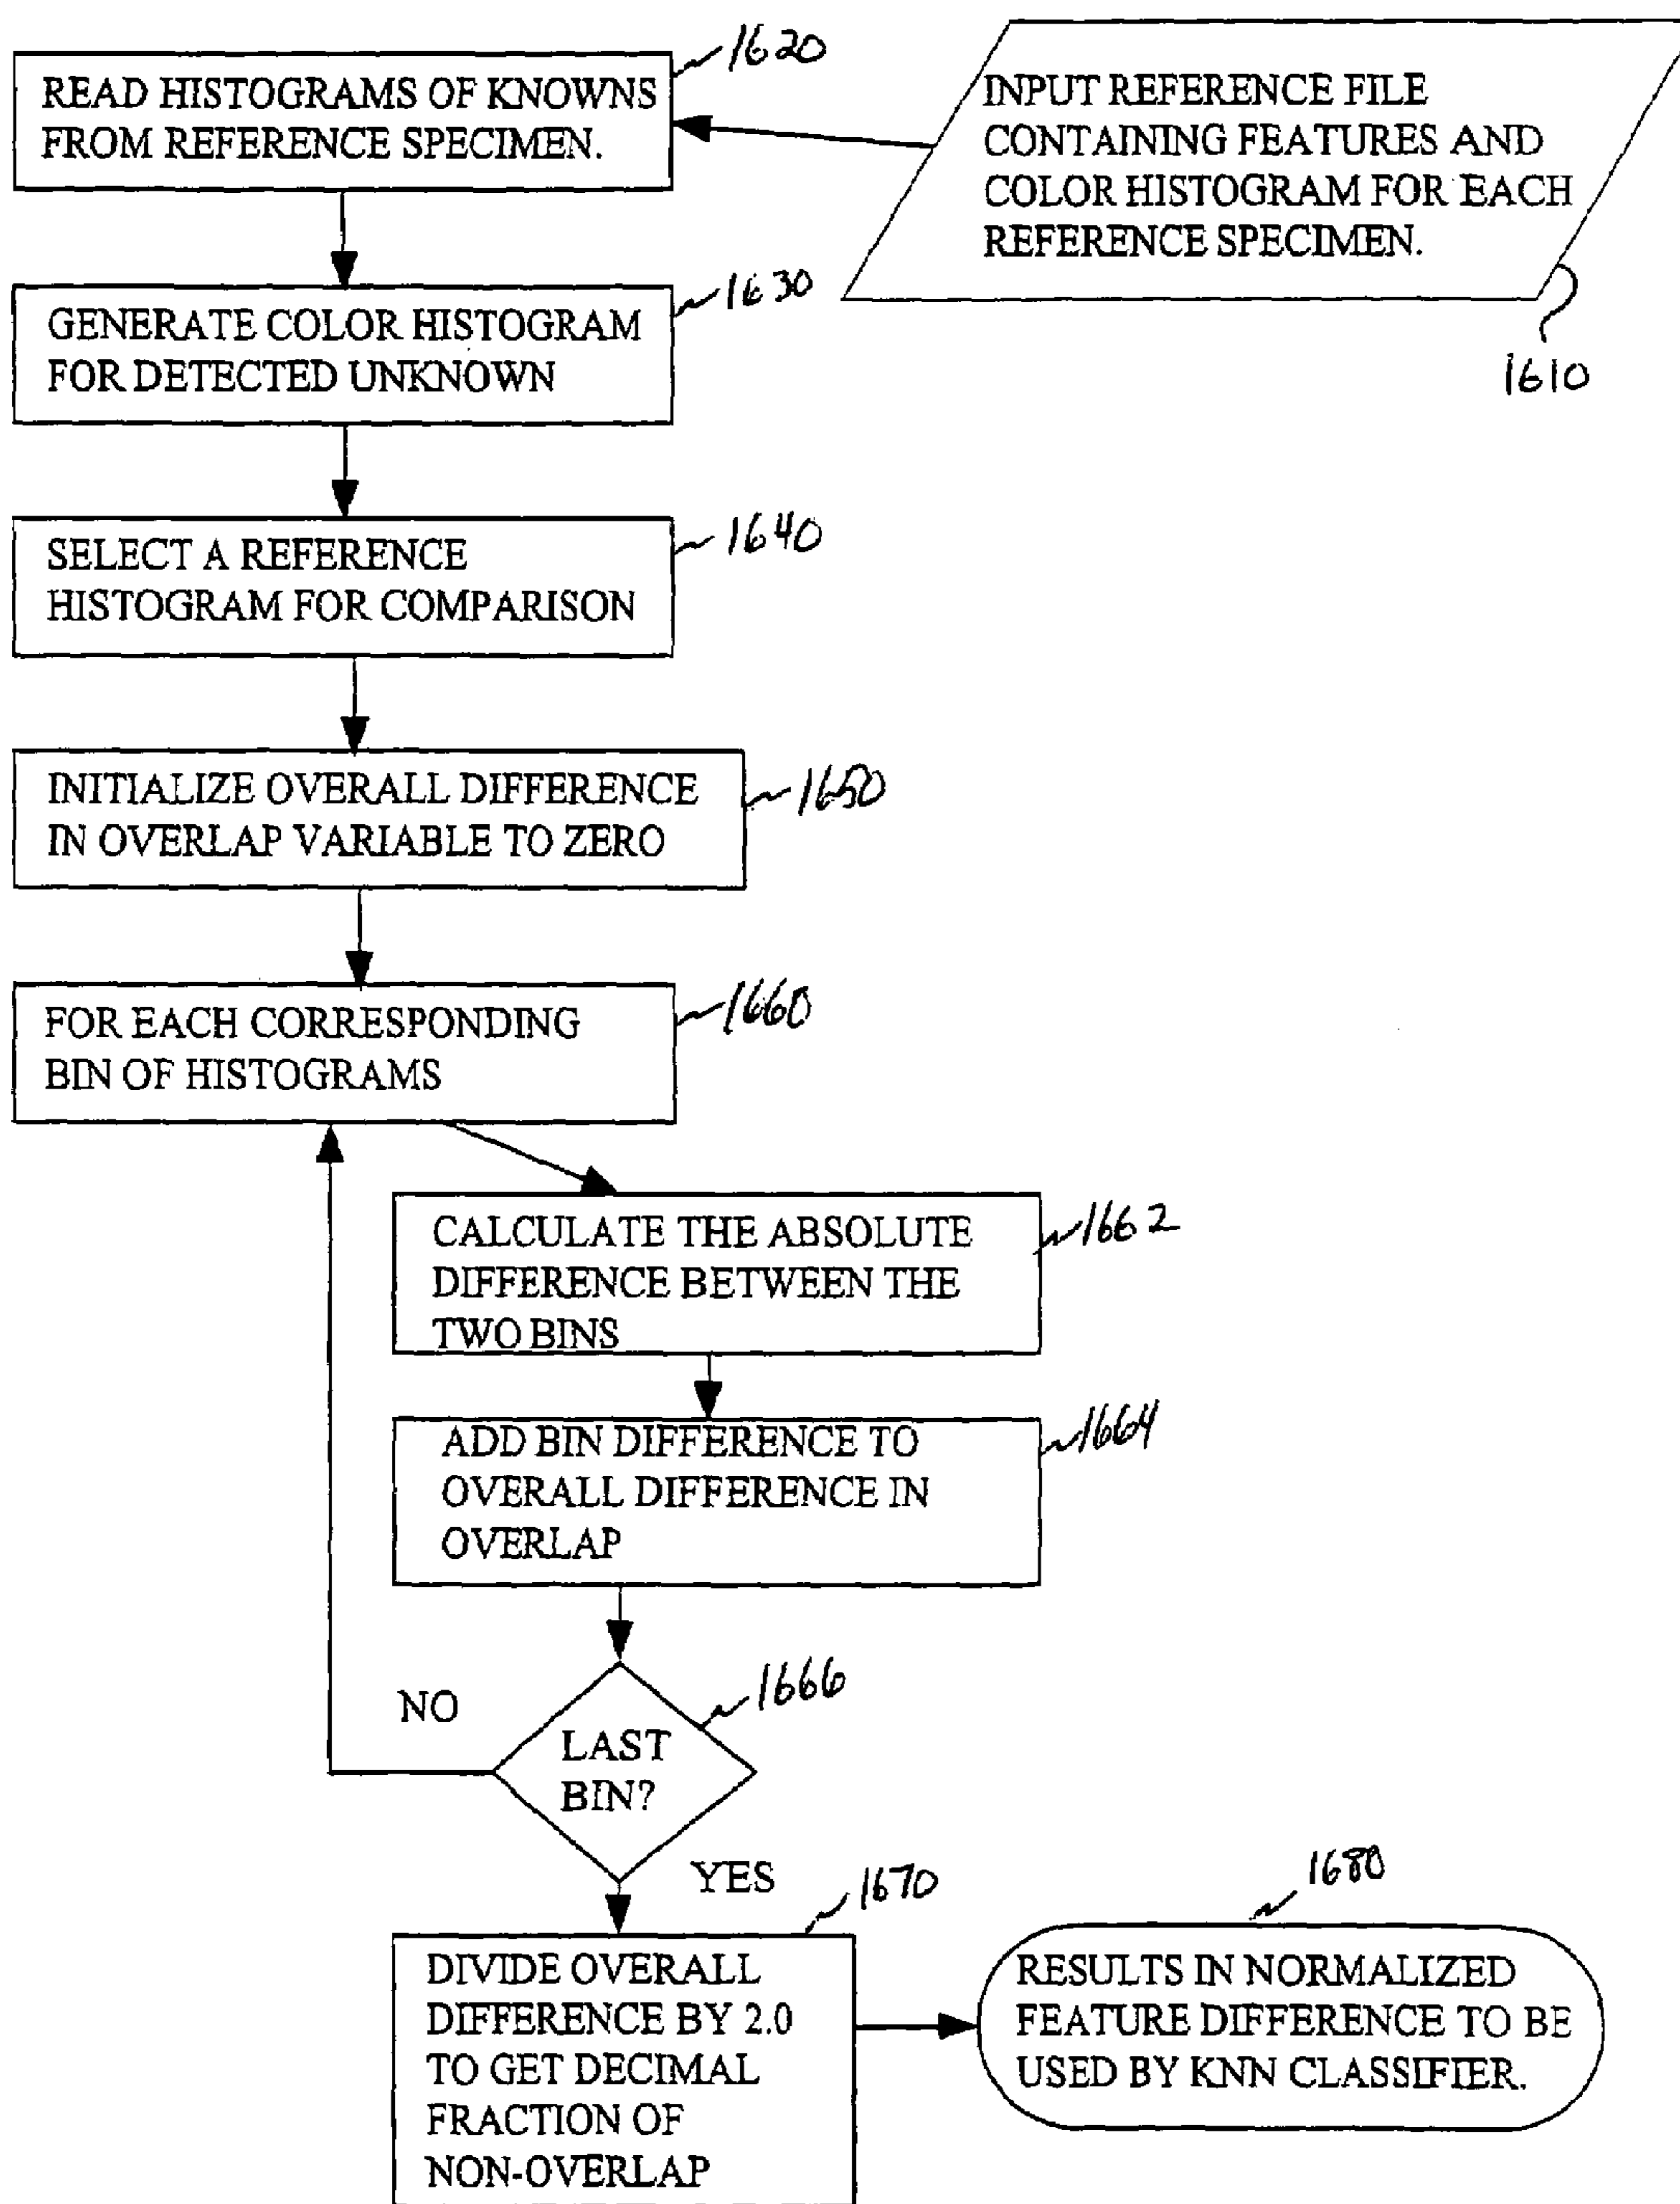 1620
READ HISTOGRAMS OF KNOWNS
FROM REFERENCE SPECIMEN.
INPUT REFERENCE FILE
CONTAINING FEATURES AND
COLOR HISTOGRAM FOR EACH
REFERENCE SPECIMEN.
1610
1630
GENERATE COLOR HISTOGRAM
FOR DETECTED UNKNOWN
1640
SELECT A REFERENCE
HISTOGRAM FOR COMPARISON
1650
INITIALIZE OVERALL DIFFERENCE
IN OVERLAP VARIABLE TO ZERO
1660
FOR EACH CORRESPONDING
BIN OF HISTOGRAMS
1662
CALCULATE THE ABSOLUTE
DIFFERENCE BETWEEN THE
TWO BINS
1664
ADD BIN DIFFERENCE TO
OVERALL DIFFERENCE IN
OVERLAP
1666
NO
LAST
BIN?
YES
1670
DIVIDE OVERALL
DIFFERENCE BY 2.0
TO GET DECIMAL
FRACTION OF
NON-OVERLAP
1680
RESULTS IN NORMALIZED
FEATURE DIFFERENCE TO BE
USED BY KNN CLASSIFIER.